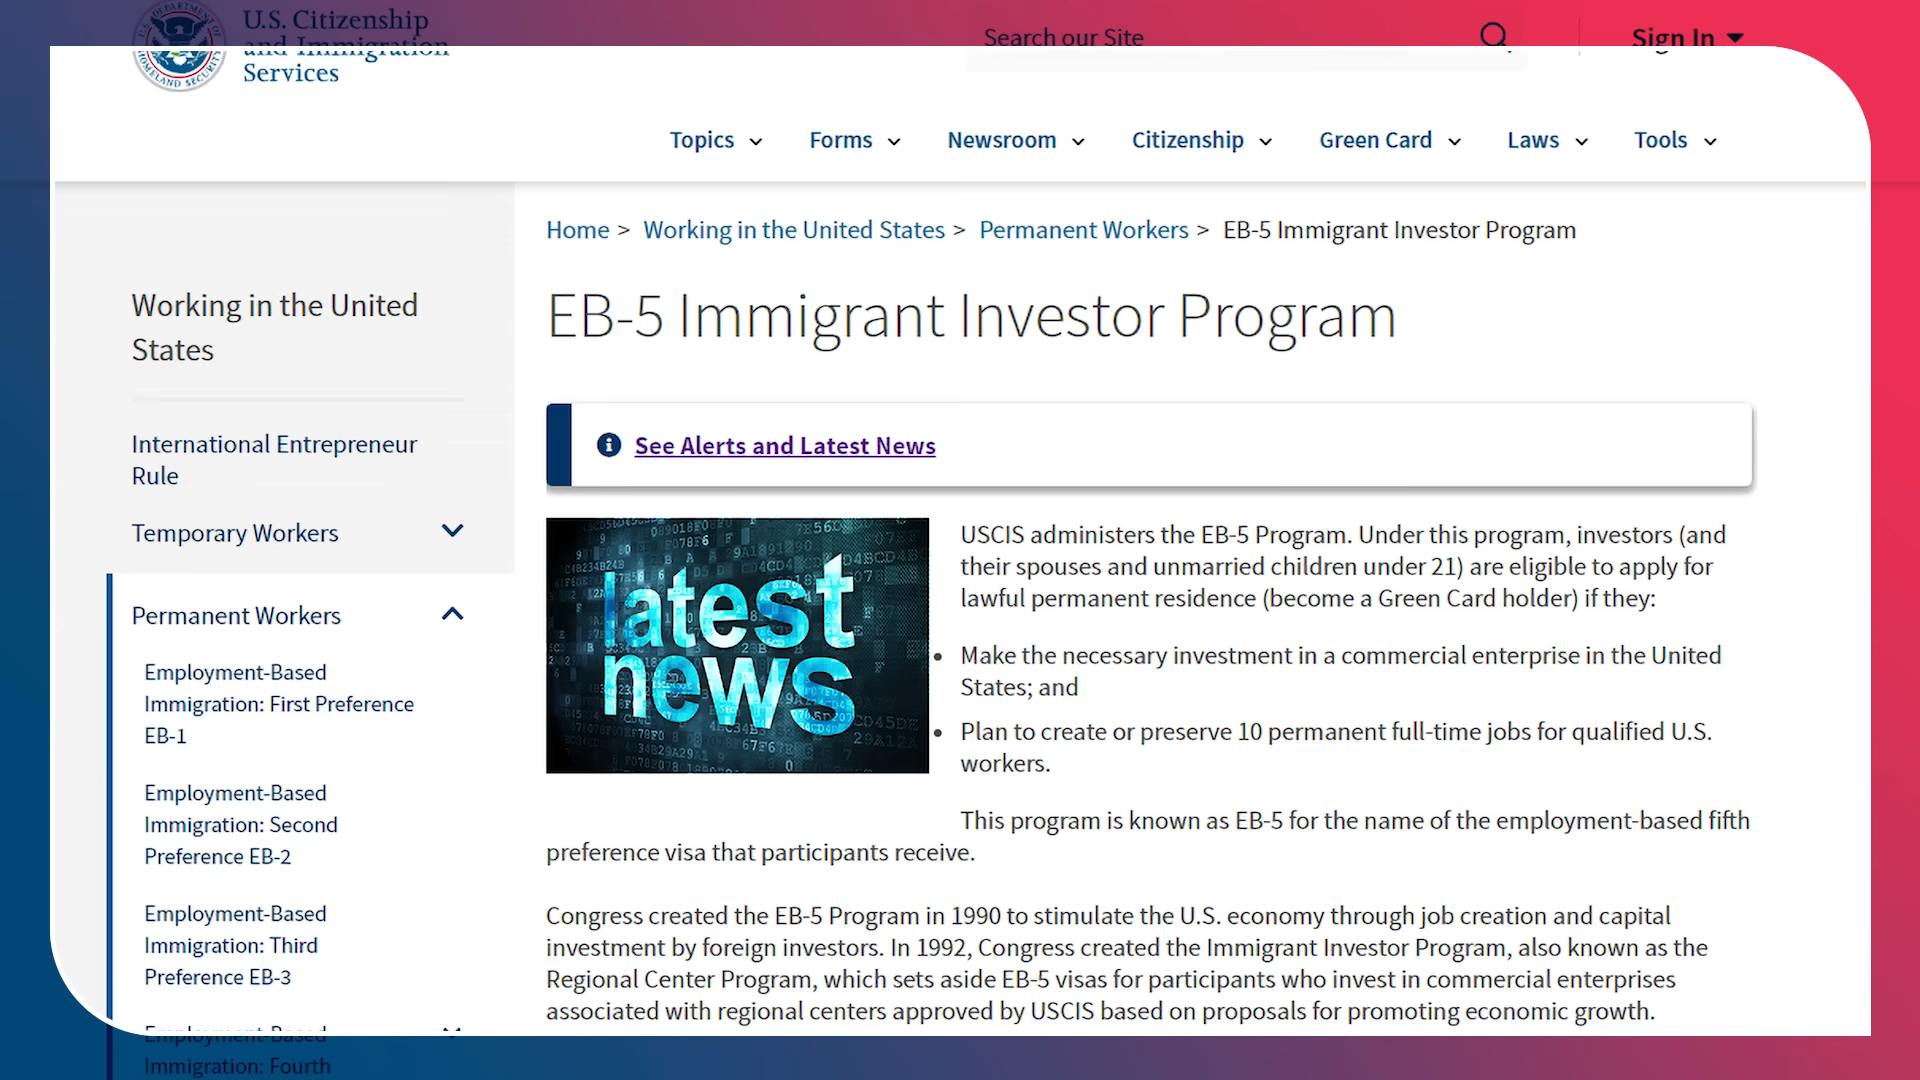 U.S. Citizenship
and Immigration
Services
Search our Site
Sign In
Topics
Forms
Newsroom
Citizenship
Green Card
Laws
Tools
Home > Working in the United States > Permanent Workers > EB-5 Immigrant Investor Program
Working in the United
States
International Entrepreneur
Rule
Temporary Workers
Permanent Workers
Employment-Based
Immigration: First Preference
EB-1
Employment-Based
Immigration: Second
Preference EB-2
Employment-Based
Immigration: Third
Preference EB-3
Employment-Based
Immigration: Fourth
EB-5 Immigrant Investor Program
See Alerts and Latest News
latest
news
USCIS administers the EB-5 Program. Under this program, investors (and
their spouses and unmarried children under 21) are eligible to apply for
lawful permanent residence (become a Green Card holder) if they:
• Make the necessary investment in a commercial enterprise in the United
States; and
• Plan to create or preserve 10 permanent full-time jobs for qualified U.S.
workers.
This program is known as EB-5 for the name of the employment-based fifth
preference visa that participants receive.
Congress created the EB-5 Program in 1990 to stimulate the U.S. economy through job creation and capital
investment by foreign investors. In 1992, Congress created the Immigrant Investor Program, also known as the
Regional Center Program, which sets aside EB-5 visas for participants who invest in commercial enterprises
associated with regional centers approved by USCIS based on proposals for promoting economic growth.